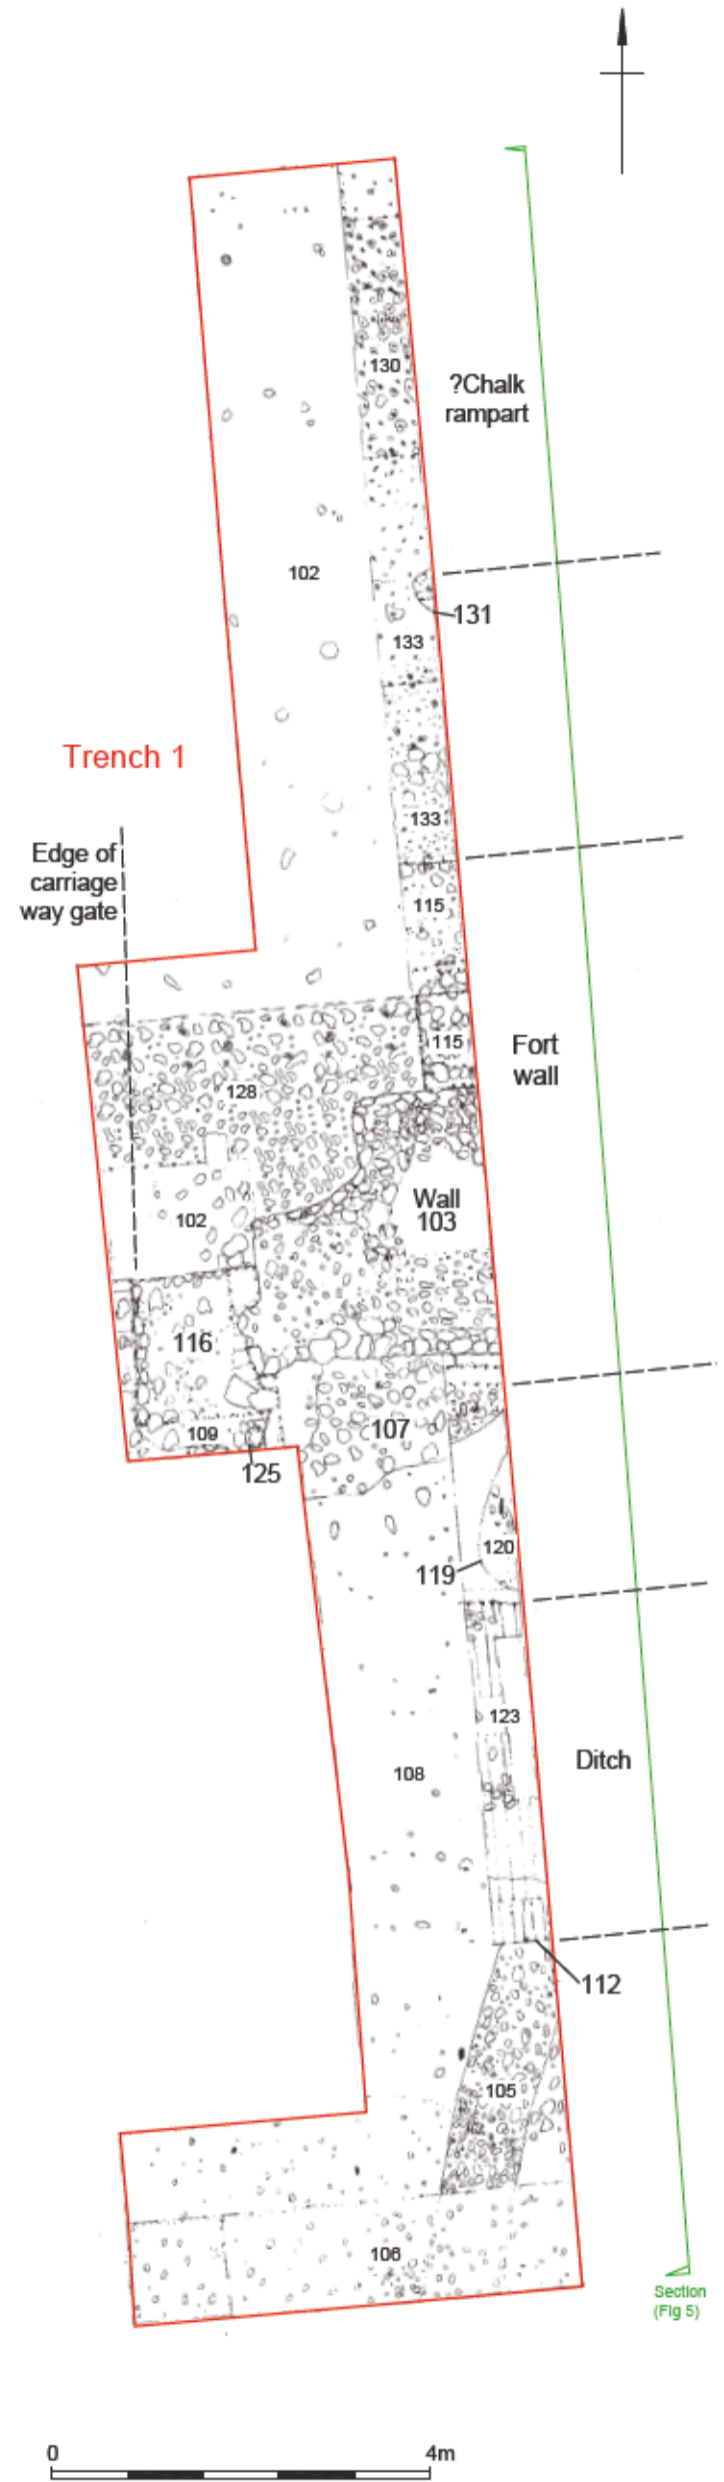 130
?Chalk
rampart
102
131
133
Trench 1
133
Edge of
carriage
way gate
115
115
Fort
wall
128
Wall
103
102
116
107
109
125
120
119
123
Ditch
108
112
105
106
Section
(Fig 5)
0 4m